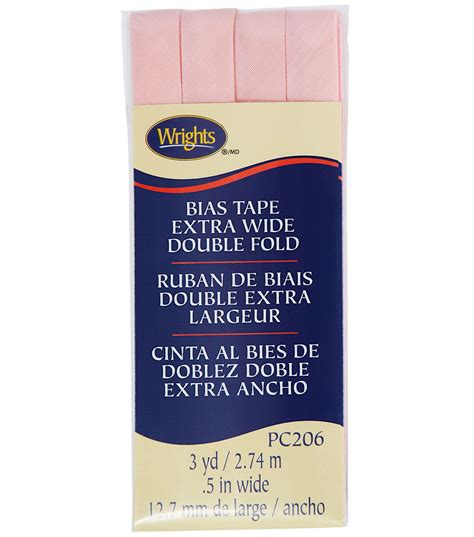 Wrights
®/MD
BIAS TAPE
EXTRA WIDE
DOUBLE FOLD
RUBAN DE BIAIS
DOUBLE EXTRA
LARGEUR
CINTA AL BIES DE
DOBLEZ DOBLE
EXTRA ANCHO
PC206
3 yd / 2.74 m
.5 in wide
12.7 mm de large / ancho